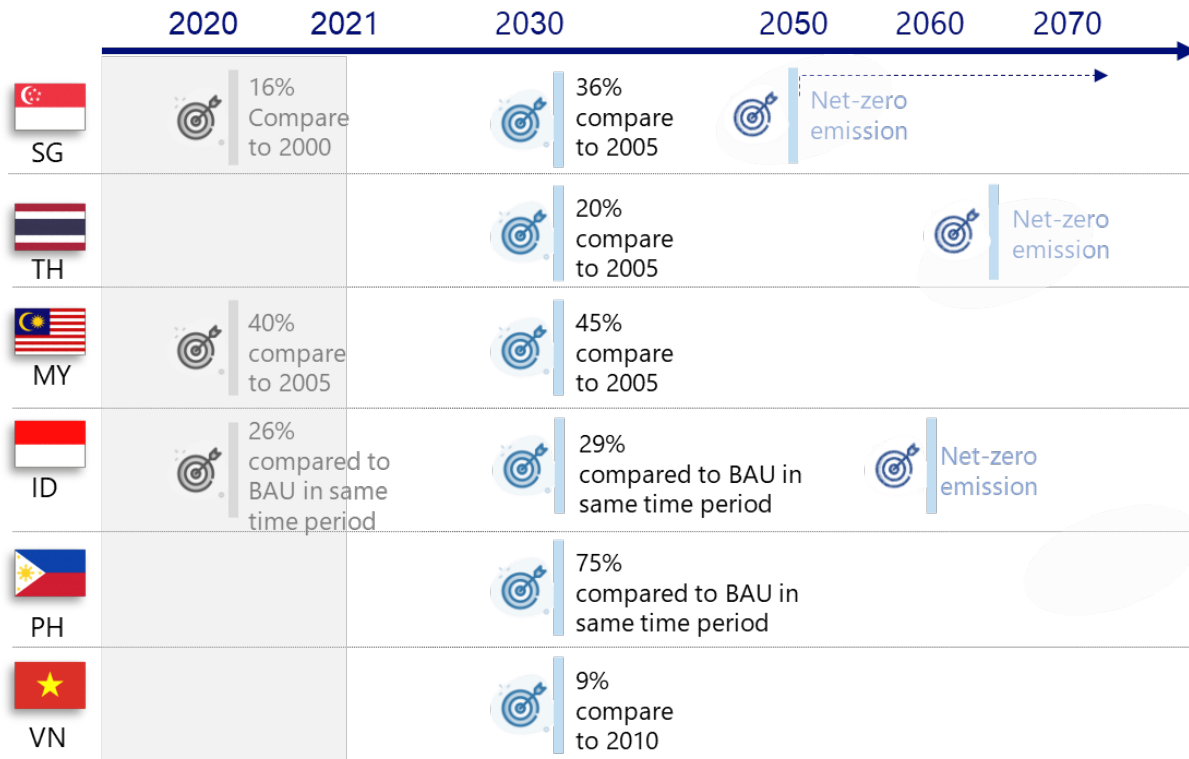 2020 2021 2030 2050 2060 2070
SG
16%
Compare
to 2000
36%
compare
to 2005
Net-zero
emission
TH
20%
compare
to 2005
Net-zero
emission
MY
40%
compare
to 2005
45%
compare
to 2005
ID
26%
compared to
BAU in same
time period
29%
compared to BAU in
same time period
Net-zero
emission
PH
75%
compared to BAU in
same time period
VN
9%
compare
to 2010